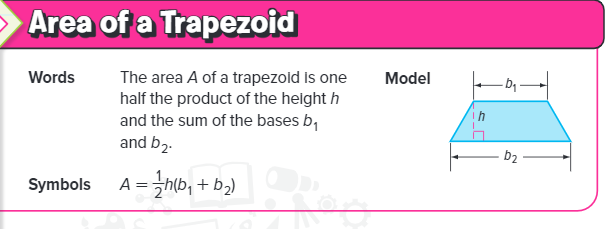 Area of a Trapezoid
Words
The area A of a trapezoid is one
half the product of the height h
and the sum of the bases b₁
and b₂.
Symbols
A = ½h(b₁ + b₂)
Model
b₁
h
b₂